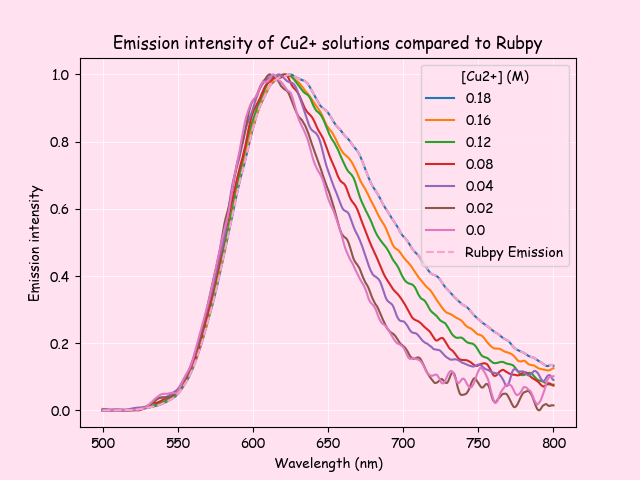 Emission intensity of Cu2+ solutions compared to Rubpy
Emission intensity
1.0
0.8
0.6
0.4
0.2
0.0
[Cu2+] (M)
0.18
0.16
0.12
0.08
0.04
0.02
0.0
Rubpy Emission
500 550 600 650 700 750 800
Wavelength (nm)